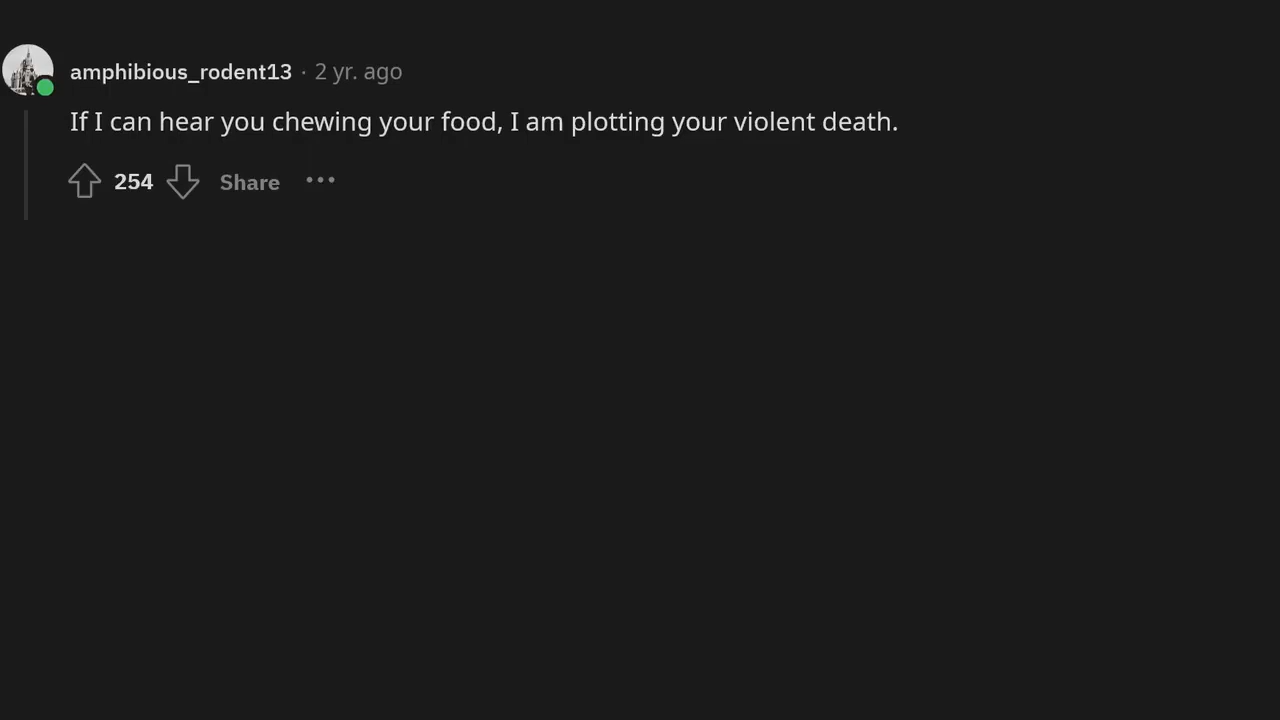 amphibious_rodent13 · 2 yr. ago
If I can hear you chewing your food, I am plotting your violent death.
254 Share ···